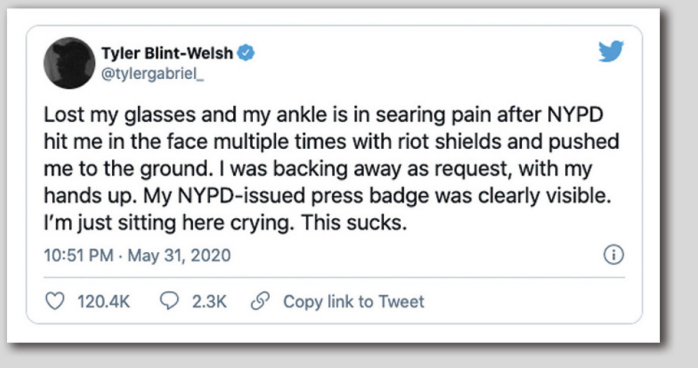 Tyler Blint-Welsh
@tylergabriel_
Lost my glasses and my ankle is in searing pain after NYPD
hit me in the face multiple times with riot shields and pushed
me to the ground. I was backing away as request, with my
hands up. My NYPD-issued press badge was clearly visible.
I’m just sitting here crying. This sucks.
10:51 PM · May 31, 2020
120.4K 2.3K Copy link to Tweet